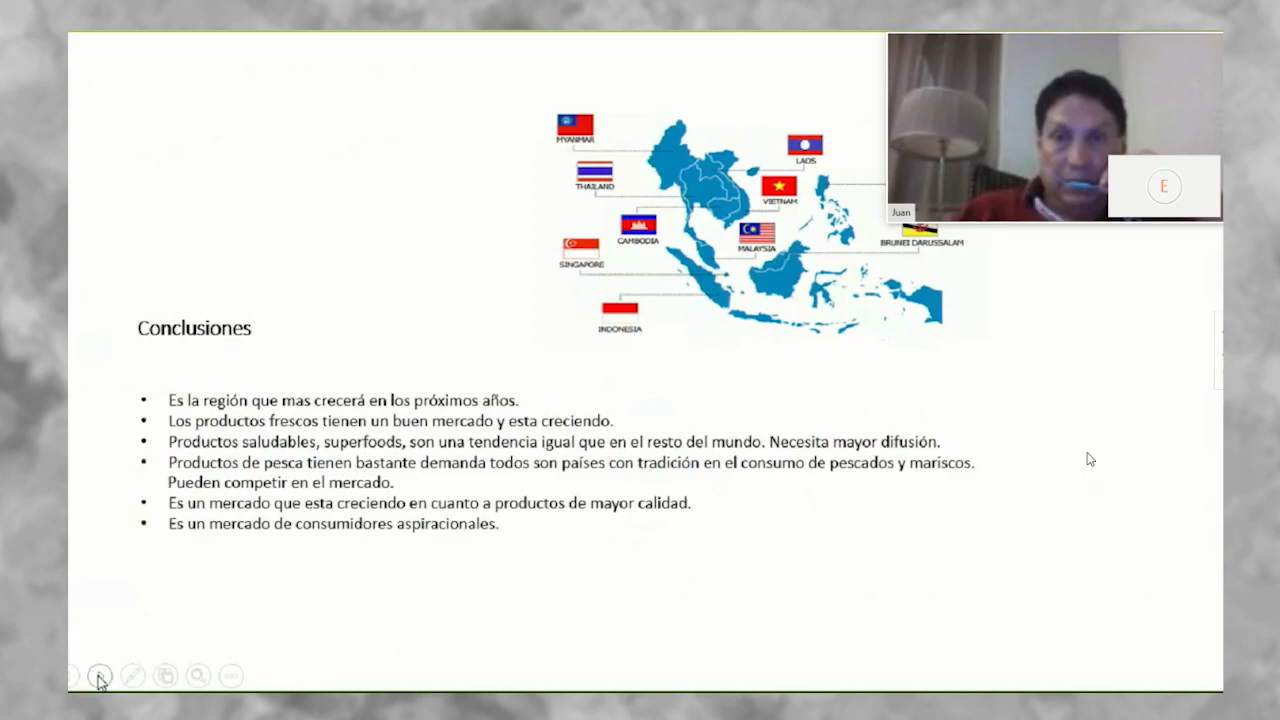 MYANMAR
LAOS
THAILAND
VIETNAM
CAMBODIA
MALAYSIA
BRUNEI DARUSSALAM
SINGAPORE
INDONESIA
Juan
E
Conclusiones
• Es la región que mas crecerá en los próximos años.
• Los productos frescos tienen un buen mercado y esta creciendo.
• Productos saludables, superfoods, son una tendencia igual que en el resto del mundo. Necesita mayor difusión.
• Productos de pesca tienen bastante demanda todos son países con tradición en el consumo de pescados y mariscos.
Pueden competir en el mercado.
• Es un mercado que esta creciendo en cuanto a productos de mayor calidad.
• Es un mercado de consumidores aspiracionales.